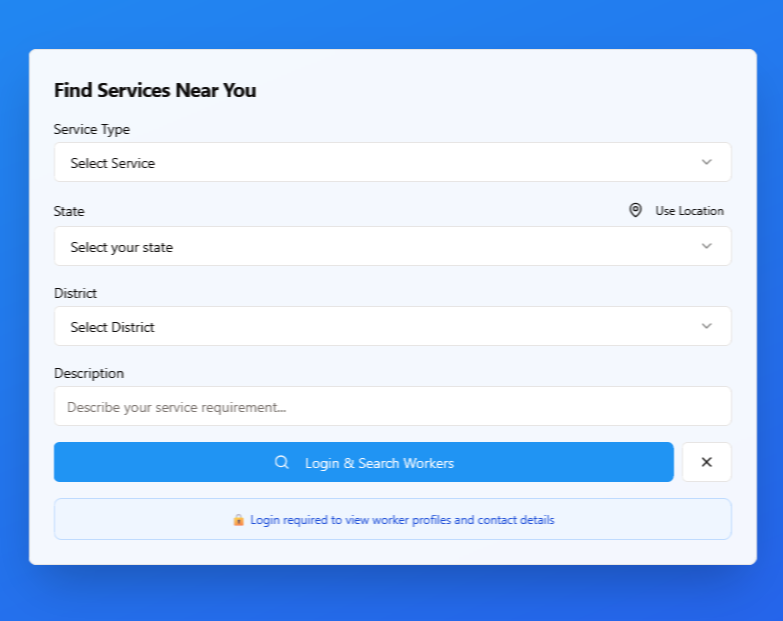 Find Services Near You
Service Type
Select Service
State
Use Location
Select your state
District
Select District
Description
Describe your service requirement...
Login & Search Workers
Login required to view worker profiles and contact details